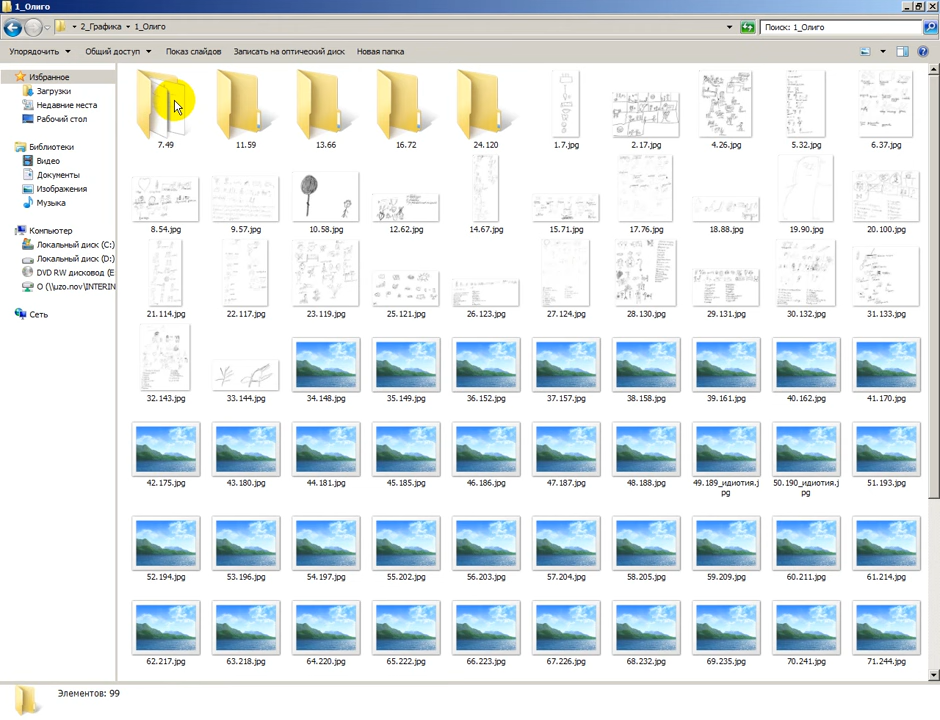 1_Олиго
2_Графика
1_Олиго
Поиск: 1_Олиго
Упорядочить
Общий доступ
Показ слайдов
Записать на оптический диск
Новая папка
Избранное
Загрузки
Недавние места
Рабочий стол
Библиотеки
Видео
Документы
Изображения
Музыка
Компьютер
Локальный диск (C:)
Локальный диск (D:)
DVD RW дисковод (E
O (\\uzo.nov\INTERIN
Сеть
7.49
11.59
13.66
16.72
24.120
1.7.jpg
2.17.jpg
4.26.jpg
5.32.jpg
6.37.jpg
8.54.jpg
9.57.jpg
10.58.jpg
12.62.jpg
14.67.jpg
15.71.jpg
17.76.jpg
18.88.jpg
19.90.jpg
20.100.jpg
21.114.jpg
22.117.jpg
23.119.jpg
25.121.jpg
26.123.jpg
27.124.jpg
28.130.jpg
29.131.jpg
30.132.jpg
31.133.jpg
32.143.jpg
33.144.jpg
34.148.jpg
35.149.jpg
36.152.jpg
37.157.jpg
38.158.jpg
39.161.jpg
40.162.jpg
41.170.jpg
42.175.jpg
43.180.jpg
44.181.jpg
45.185.jpg
46.186.jpg
47.187.jpg
48.188.jpg
49.189_идиотия.j
pg
50.190_идиотия.j
pg
51.193.jpg
52.194.jpg
53.196.jpg
54.197.jpg
55.202.jpg
56.203.jpg
57.204.jpg
58.205.jpg
59.209.jpg
60.211.jpg
61.214.jpg
62.217.jpg
63.218.jpg
64.220.jpg
65.222.jpg
66.223.jpg
67.226.jpg
68.232.jpg
69.235.jpg
70.241.jpg
71.244.jpg
Элементов: 99